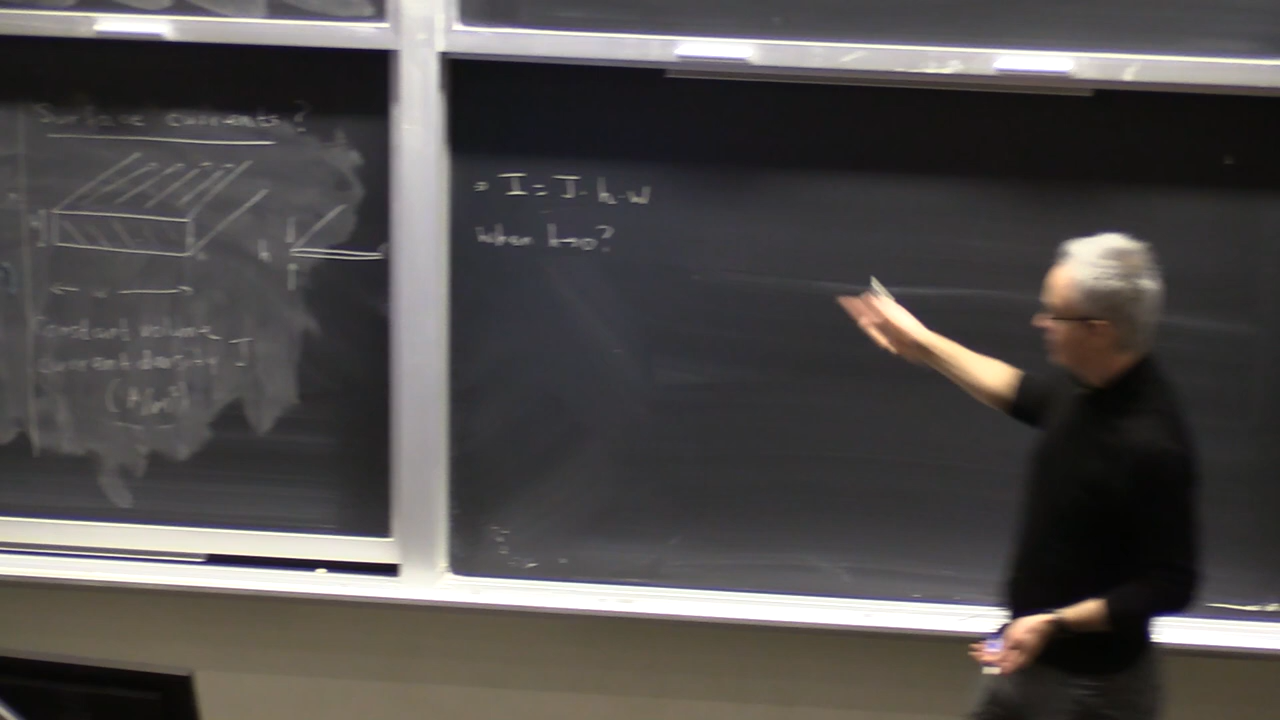 Surface currents?
h
w
Constant volume
current density J
(A/m²)
⇒ I = J · h · w
When h→0?